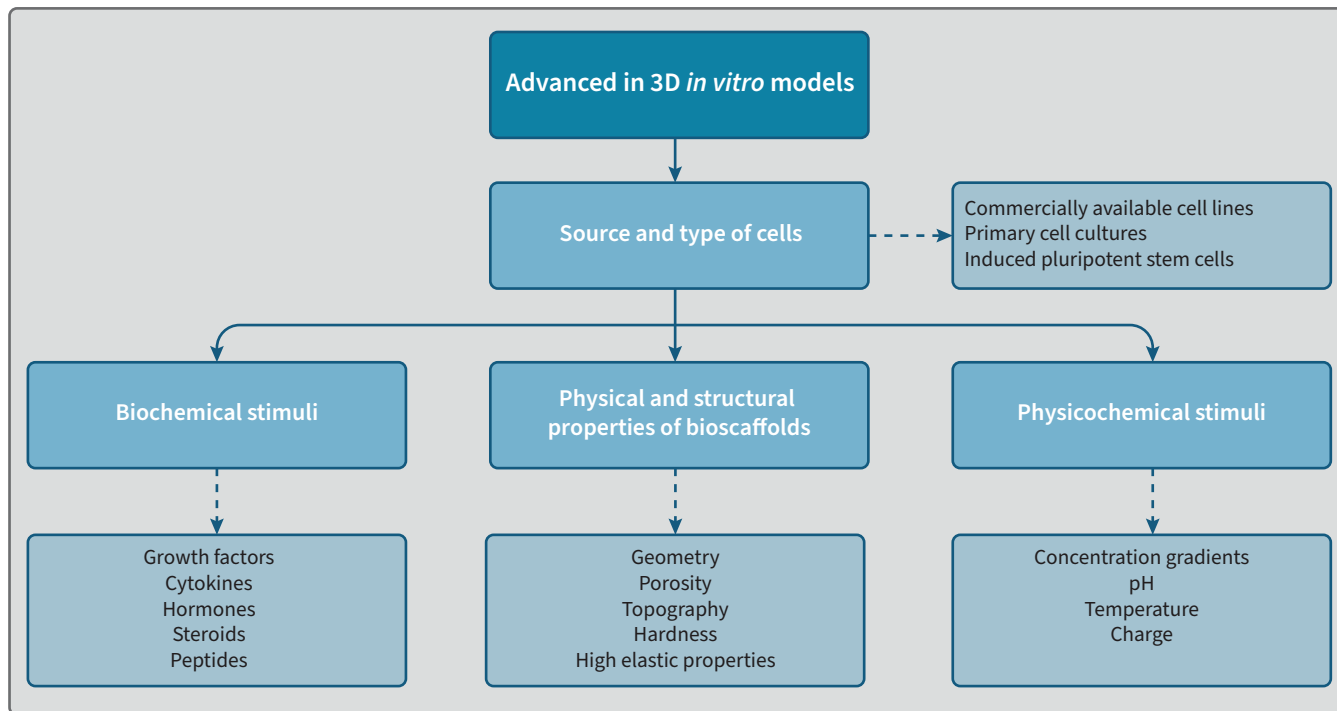 Advanced in 3D in vitro models
Source and type of cells
Commercially available cell lines
Primary cell cultures
Induced pluripotent stem cells
Biochemical stimuli
Physical and structural
properties of bioscaffolds
Physicochemical stimuli
Growth factors
Cytokines
Hormones
Steroids
Peptides
Geometry
Porosity
Topography
Hardness
High elastic properties
Concentration gradients
pH
Temperature
Charge